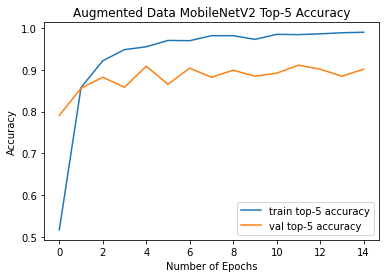 Augmented Data MobileNetV2 Top-5 Accuracy
1.0
0.9
0.8
0.7
0.6
0.5
Accuracy
train top-5 accuracy
val top-5 accuracy
0 2 4 6 8 10 12 14
Number of Epochs